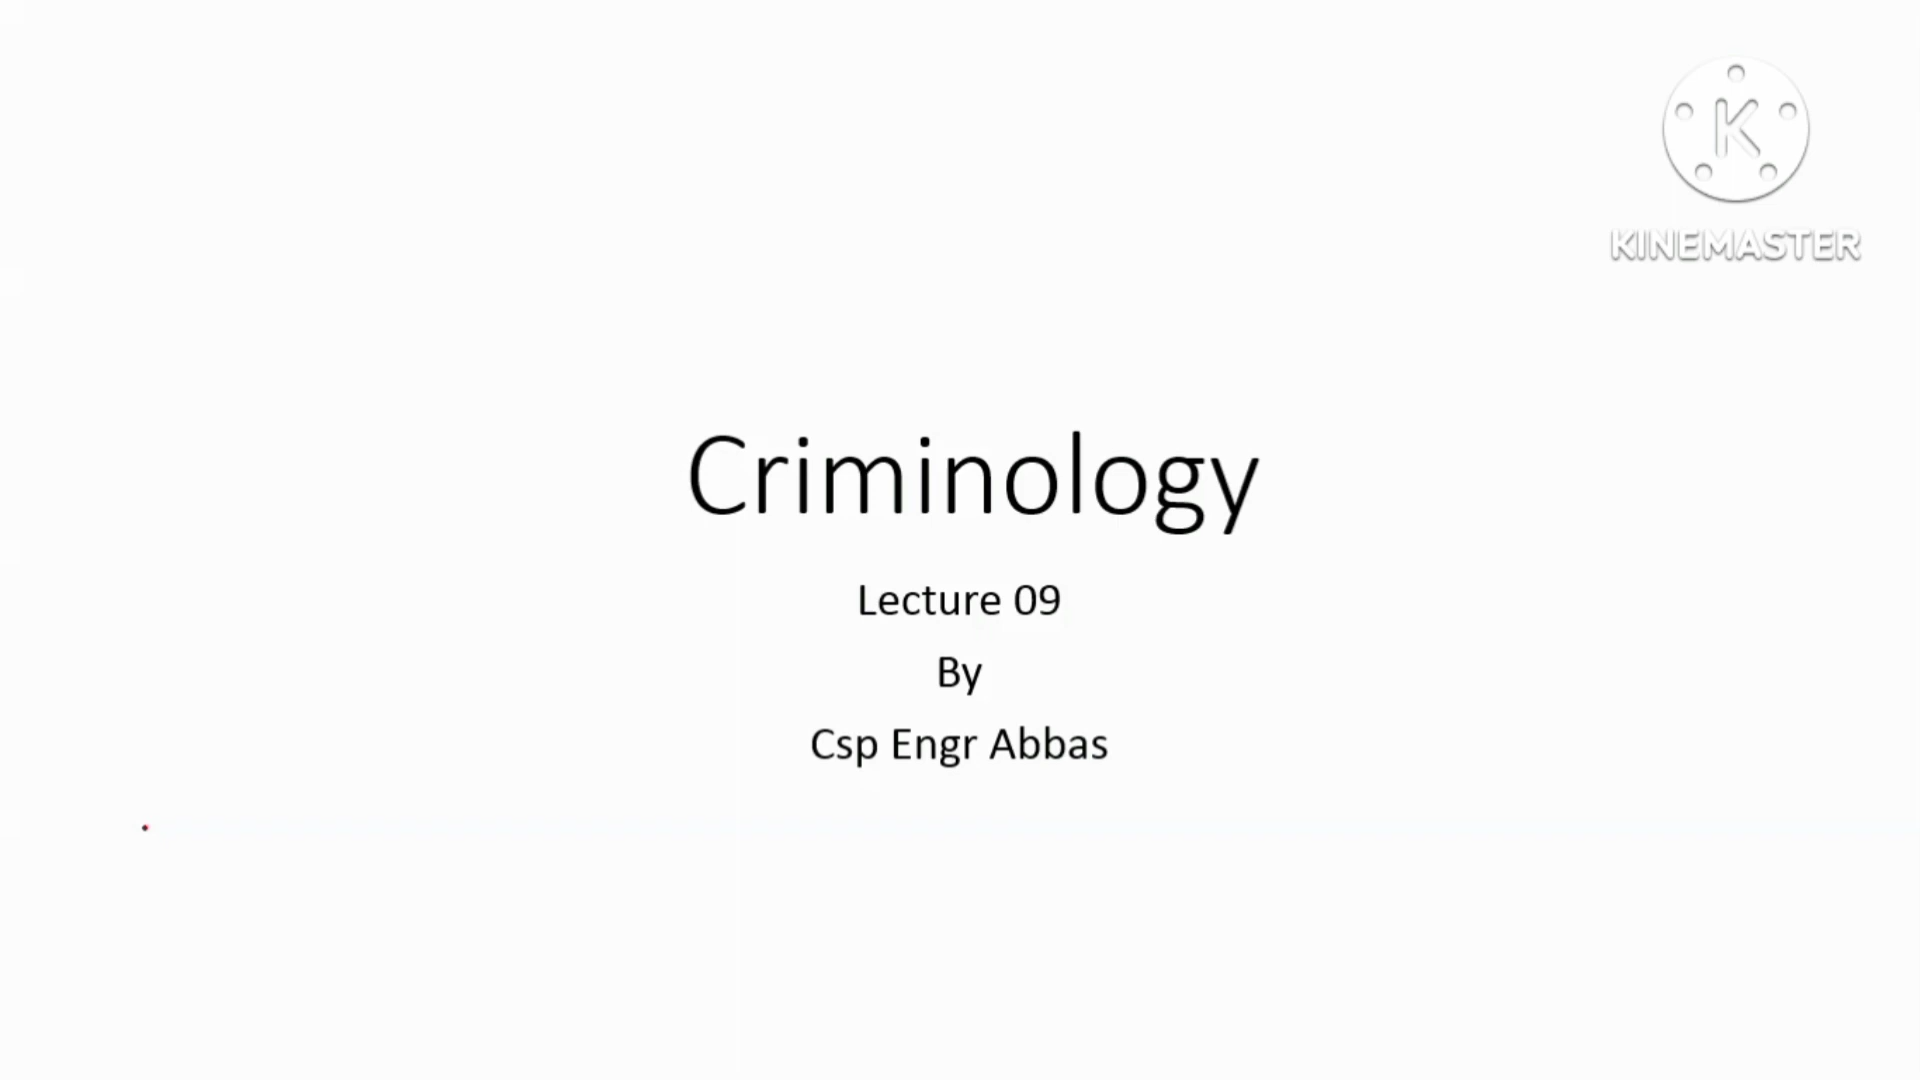 K
KINEMASTER
Criminology
Lecture 09
By
Csp Engr Abbas